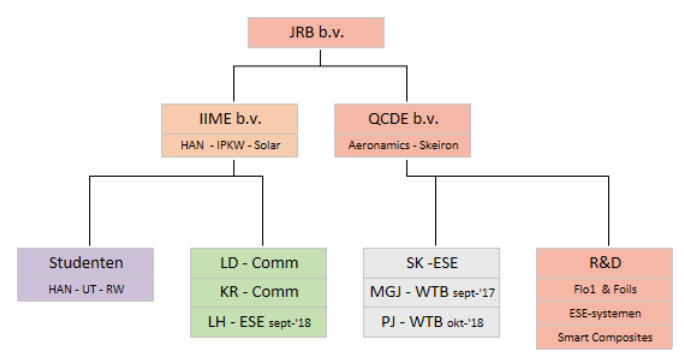 JRB b.v.
IIME b.v.
HAN - IPKW - Solar
QCDE b.v.
Aeronamics - Skeiron
Studenten
HAN - UT - RW
LD - Comm
KR - Comm
LH - ESE sept-'18
SK -ESE
MGJ - WTB sept-'17
PJ - WTB okt-'18
R&D
Flo1 & Foils
ESE-systemen
Smart Composites